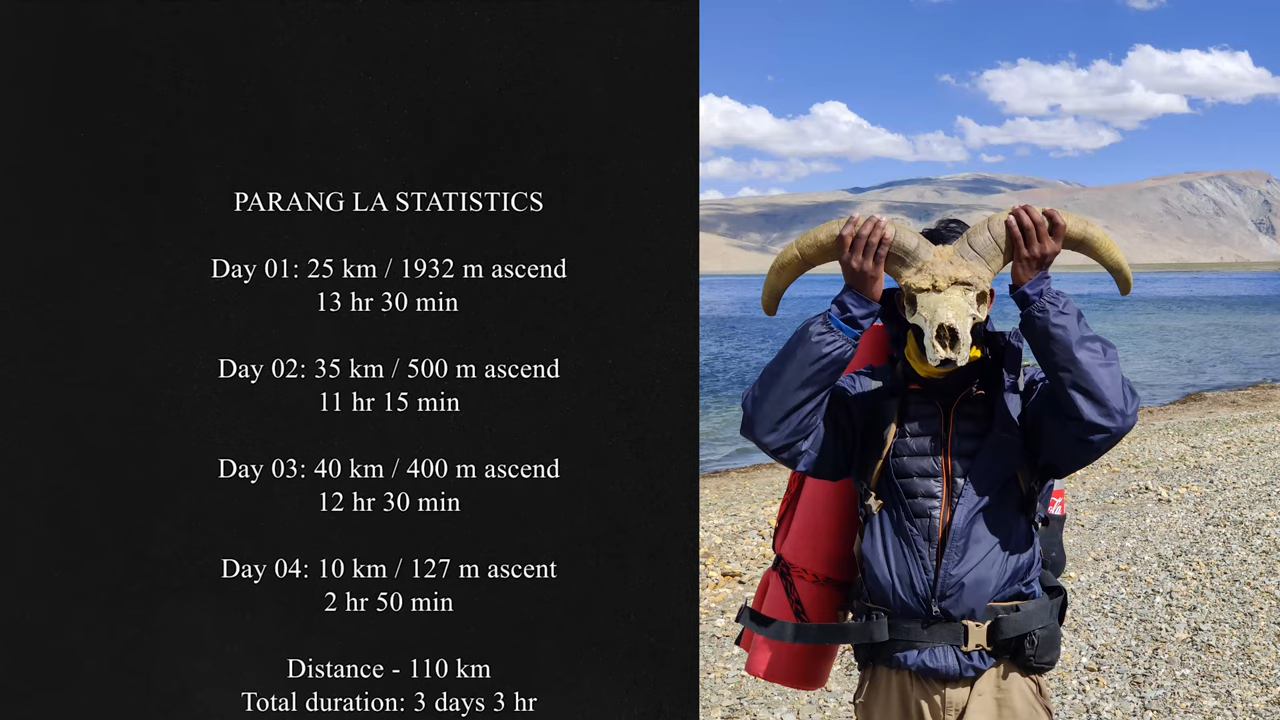 PARANG LA STATISTICS
Day 01: 25 km / 1932 m ascend
13 hr 30 min
Day 02: 35 km / 500 m ascend
11 hr 15 min
Day 03: 40 km / 400 m ascend
12 hr 30 min
Day 04: 10 km / 127 m ascent
2 hr 50 min
Distance - 110 km
Total duration: 3 days 3 hr